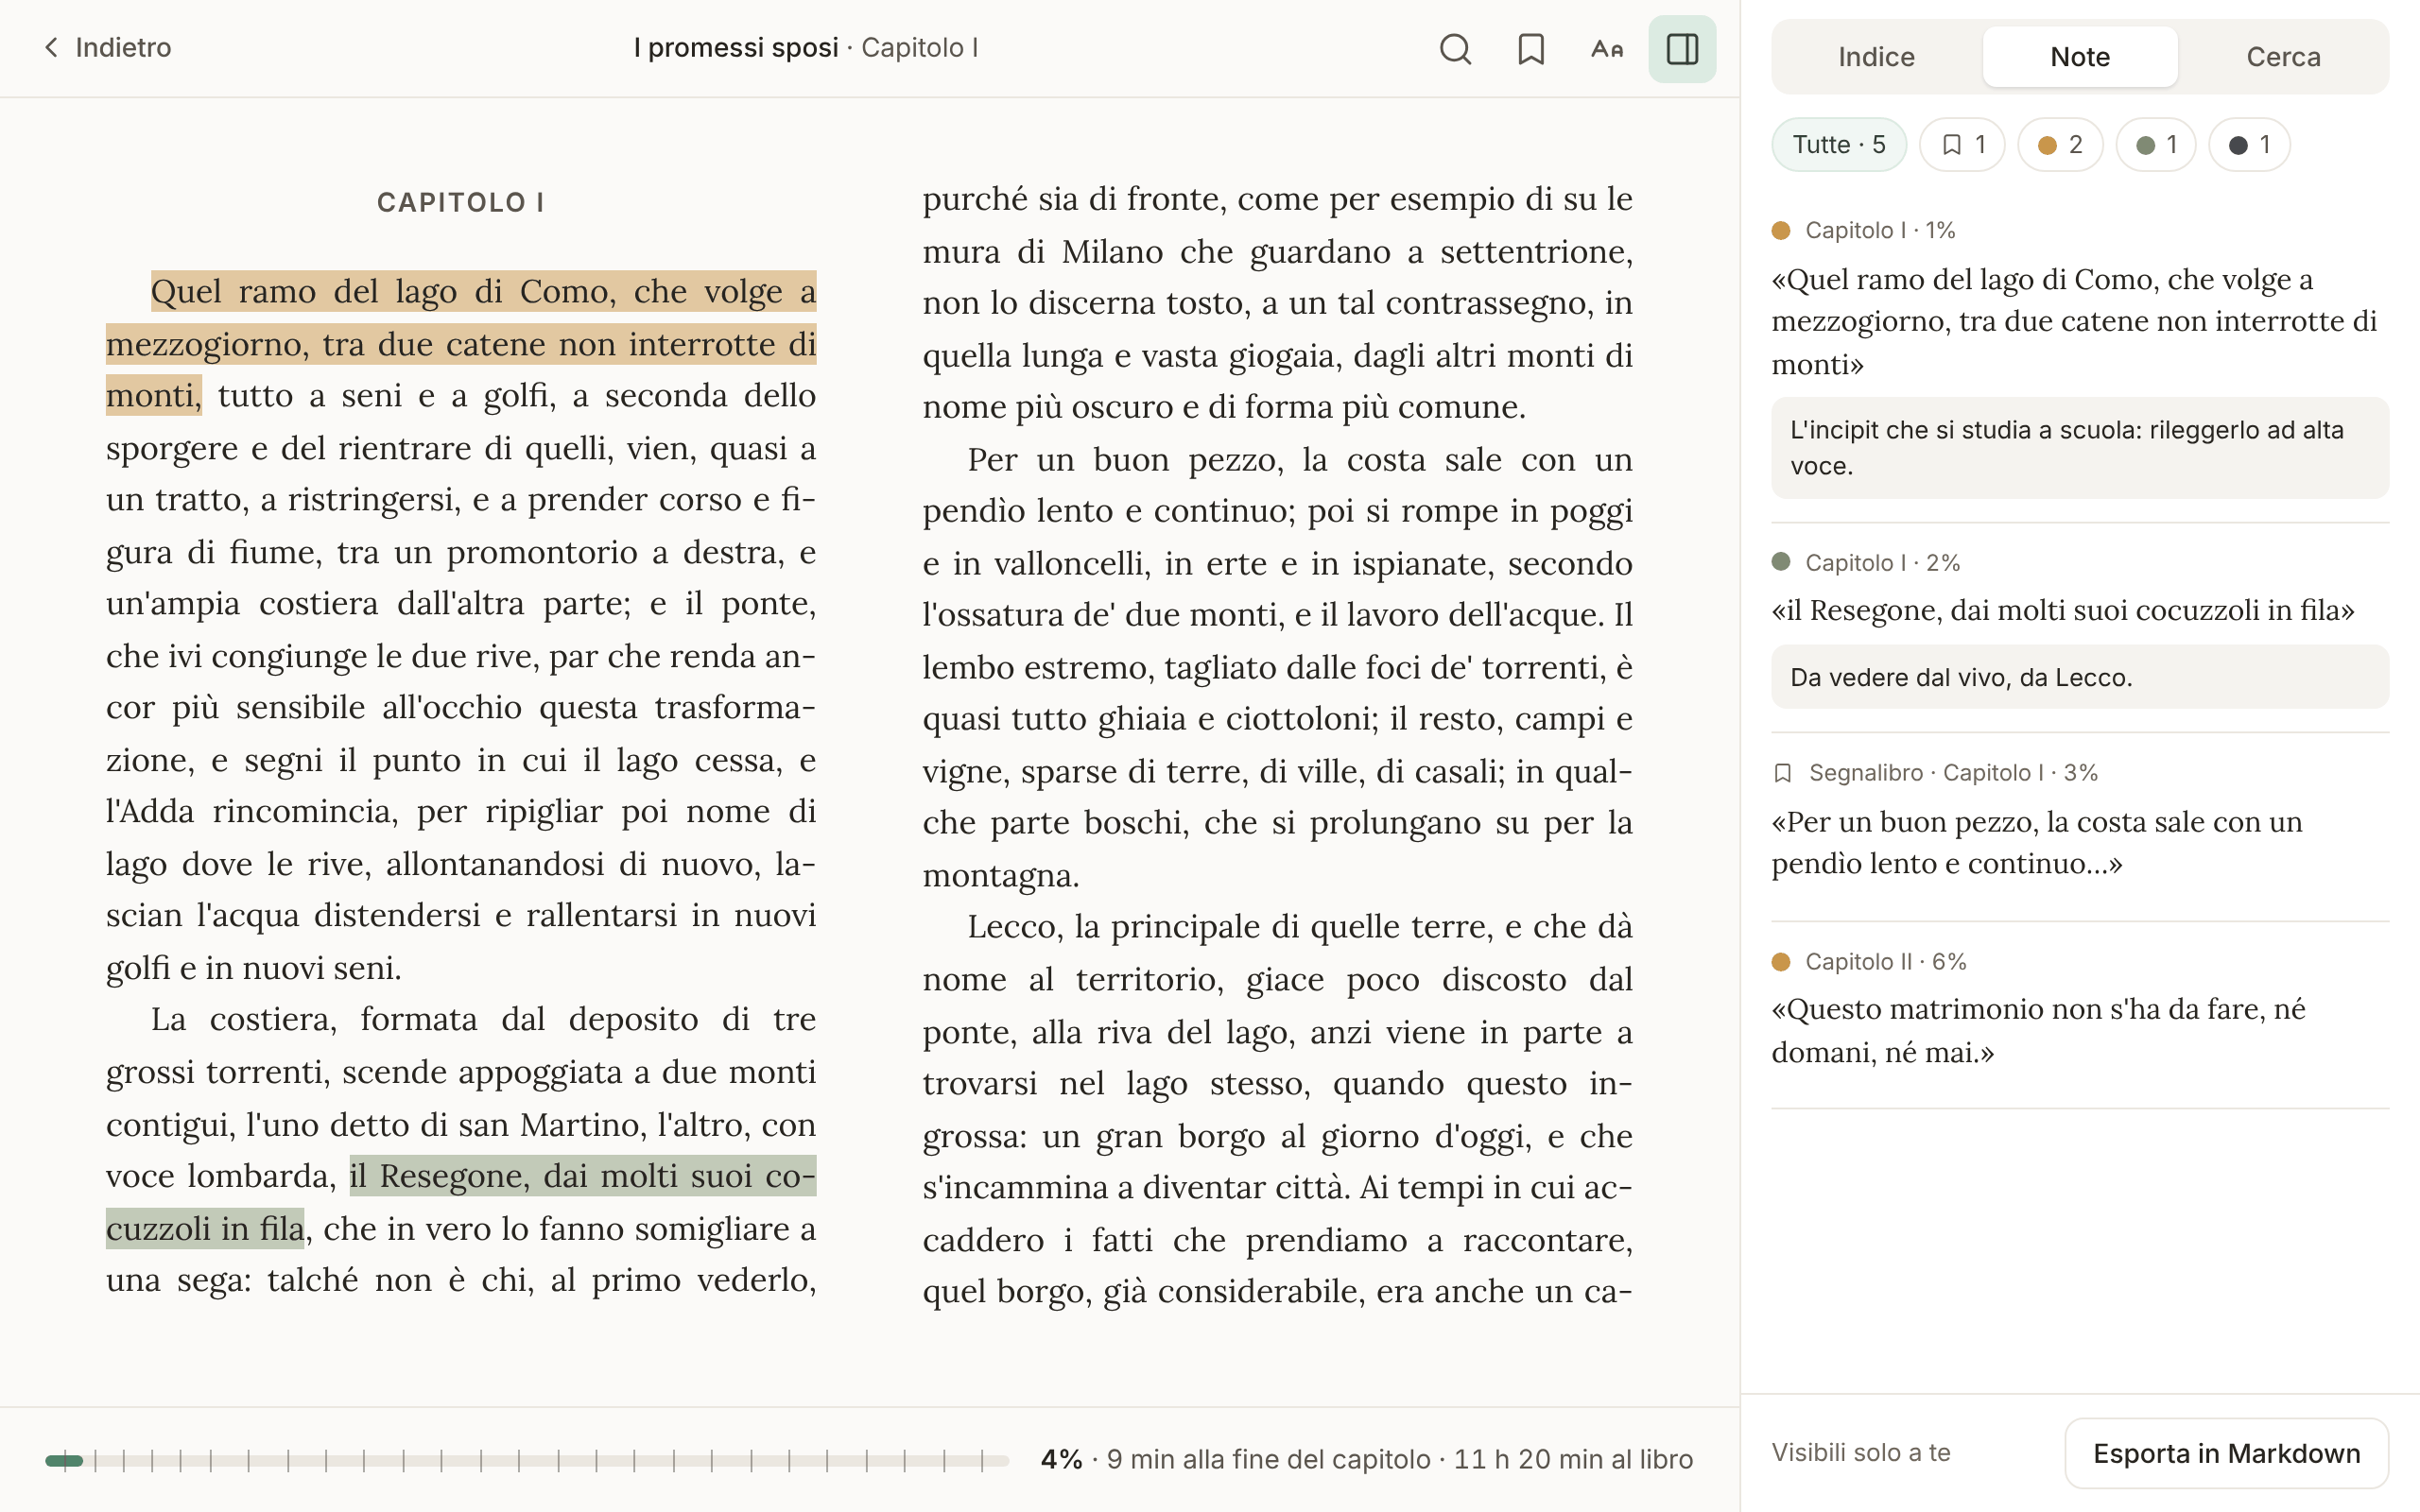 Indietro
I promessi sposi · Capitolo I
AA
CAPITOLO I
Quel ramo del lago di Como, che volge a
mezzogiorno, tra due catene non interrotte di
monti, tutto a seni e a golfi, a seconda dello
sporgere e del rientrare di quelli, vien, quasi a
un tratto, a ristringersi, e a prender corso e fi-
gura di fiume, tra un promontorio a destra, e
un'ampia costiera dall'altra parte; e il ponte,
che ivi congiunge le due rive, par che renda an-
cor più sensibile all'occhio questa trasforma-
zione, e segni il punto in cui il lago cessa, e
l'Adda rincomincia, per ripigliar poi nome di
lago dove le rive, allontanandosi di nuovo, la-
scian l'acqua distendersi e rallentarsi in nuovi
golfi e in nuovi seni.
La costiera, formata dal deposito di tre
grossi torrenti, scende appoggiata a due monti
contigui, l'uno detto di san Martino, l'altro, con
voce lombarda, il Resegone, dai molti suoi co-
cuzzoli in fila, che in vero lo fanno somigliare a
una sega: talché non è chi, al primo vederlo,
purché sia di fronte, come per esempio di su le
mura di Milano che guardano a settentrione,
non lo discerna tosto, a un tal contrassegno, in
quella lunga e vasta giogaia, dagli altri monti di
nome più oscuro e di forma più comune.
Per un buon pezzo, la costa sale con un
pendìo lento e continuo; poi si rompe in poggi
e in valloncelli, in erte e in ispianate, secondo
l'ossatura de' due monti, e il lavoro dell'acque. Il
lembo estremo, tagliato dalle foci de' torrenti, è
quasi tutto ghiaia e ciottoloni; il resto, campi e
vigne, sparse di terre, di ville, di casali; in qual-
che parte boschi, che si prolungano su per la
montagna.
Lecco, la principale di quelle terre, e che dà
nome al territorio, giace poco discosto dal
ponte, alla riva del lago, anzi viene in parte a
trovarsi nel lago stesso, quando questo in-
grossa: un gran borgo al giorno d'oggi, e che
s'incammina a diventar città. Ai tempi in cui ac-
caddero i fatti che prendiamo a raccontare,
quel borgo, già considerabile, era anche un ca-
4% · 9 min alla fine del capitolo · 11 h 20 min al libro
Indice
Note
Cerca
Tutte · 5
1
2
1
1
Capitolo I · 1%
«Quel ramo del lago di Como, che volge a
mezzogiorno, tra due catene non interrotte di
monti»
L'incipit che si studia a scuola: rileggerlo ad alta
voce.
Capitolo I · 2%
«il Resegone, dai molti suoi cocuzzoli in fila»
Da vedere dal vivo, da Lecco.
Segnalibro · Capitolo I · 3%
«Per un buon pezzo, la costa sale con un
pendìo lento e continuo…»
Capitolo II · 6%
«Questo matrimonio non s'ha da fare, né
domani, né mai.»
Visibili solo a te
Esporta in Markdown